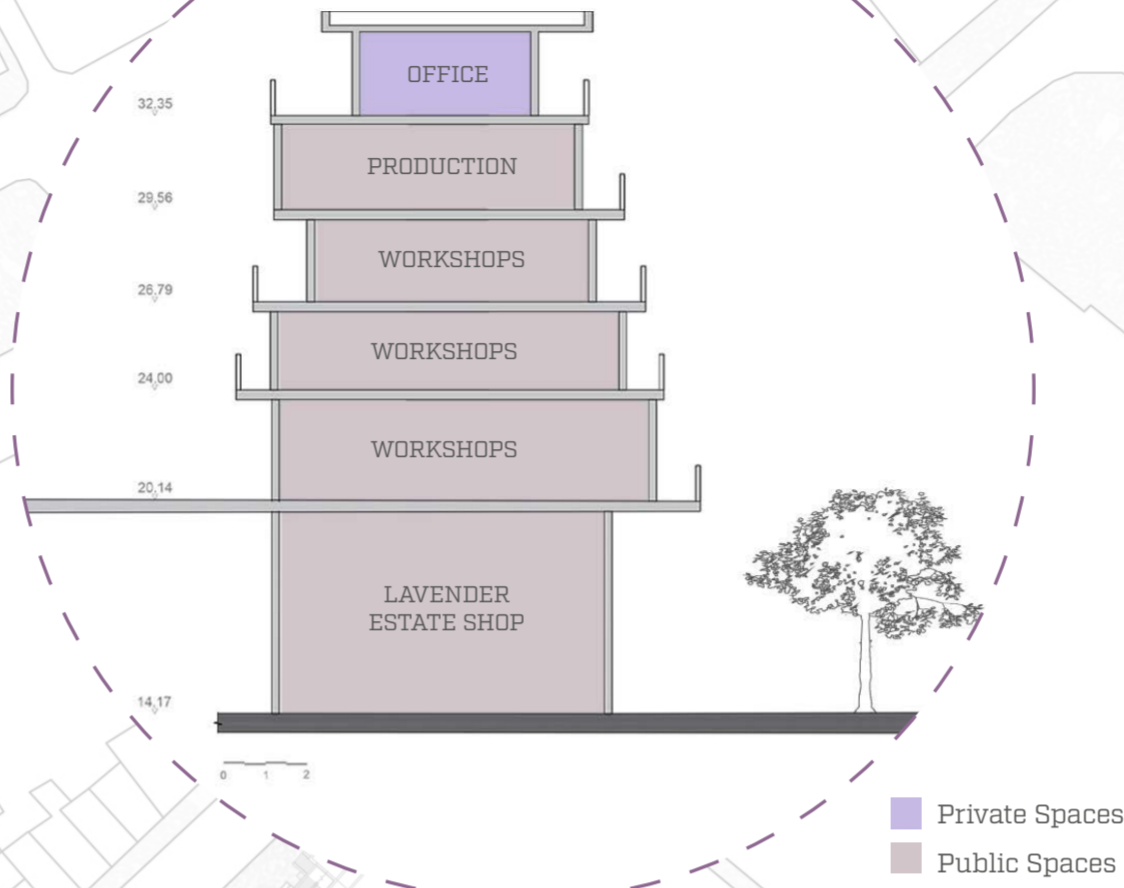 OFFICE
32,35
PRODUCTION
29,56
WORKSHOPS
26,79
WORKSHOPS
24,00
WORKSHOPS
20,14
LAVENDER
ESTATE SHOP
14,17
0 1 2
Private Spaces
Public Spaces